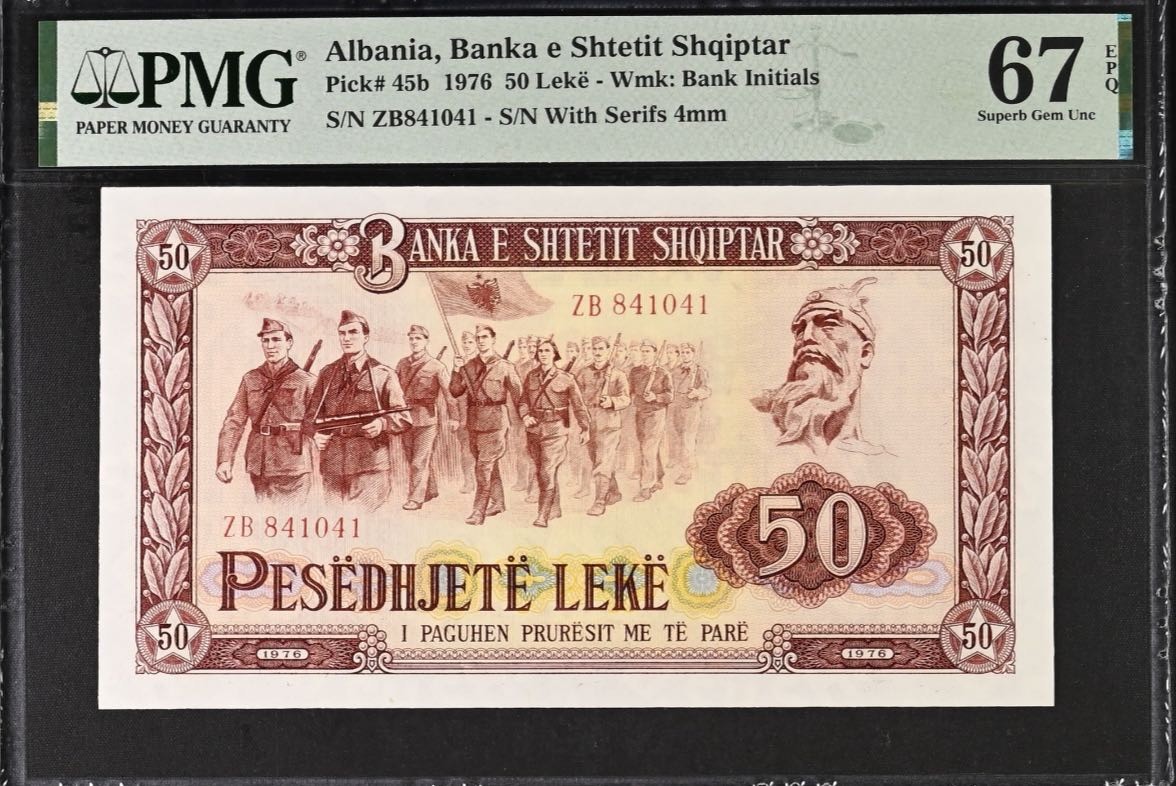 PMG®
PAPER MONEY GUARANTY
Albania, Banka e Shtetit Shqiptar
Pick# 45b 1976 50 Lekë - Wmk: Bank Initials
S/N ZB841041 - S/N With Serifs 4mm
67
EPQ
Superb Gem Unc
50
BANKA E SHTETIT SHQIPTAR
50
ZB 841041
ZB 841041
50
PESËDHJETË LEKË
I PAGUHEN PRURËSIT ME TË PARË
50
1976
1976
50